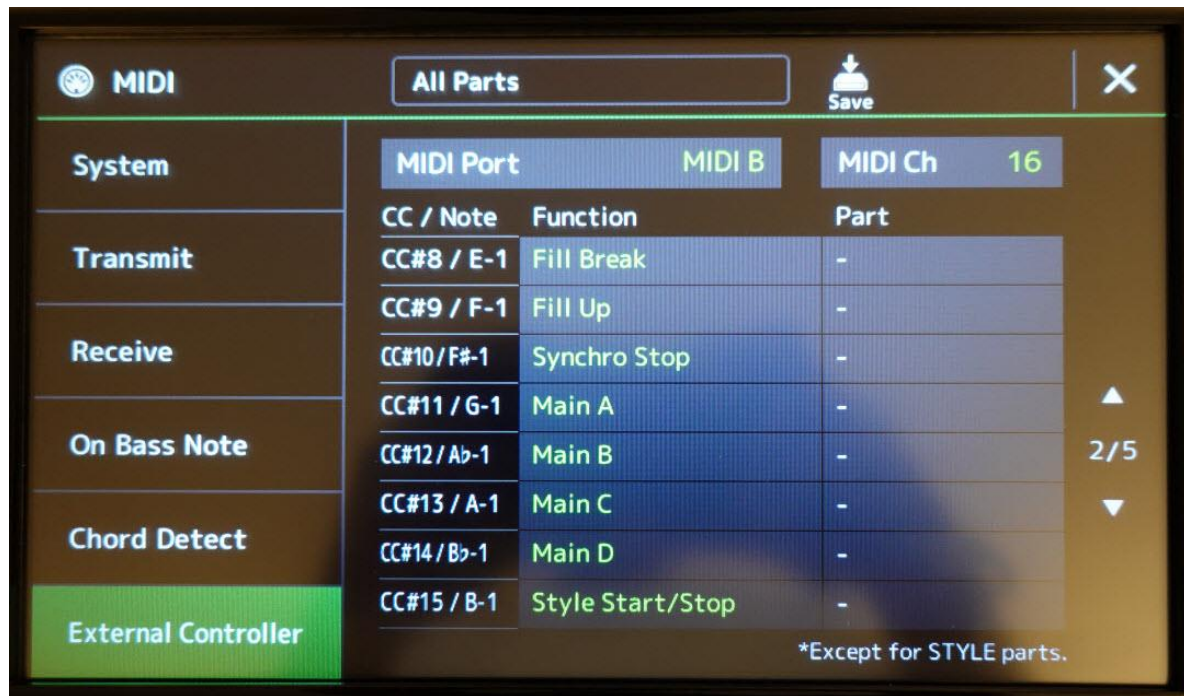 MIDI All Parts Save
System
Transmit
Receive
On Bass Note
Chord Detect
External Controller
MIDI Port MIDI B MIDI Ch 16
CC / Note Function Part
CC#8 / E-1 Fill Break -
CC#9 / F-1 Fill Up -
CC#10 / F#-1 Synchro Stop -
CC#11 / G-1 Main A -
CC#12 / A♭-1 Main B -
CC#13 / A-1 Main C -
CC#14 / B♭-1 Main D -
CC#15 / B-1 Style Start/Stop -
2/5
*Except for STYLE parts.